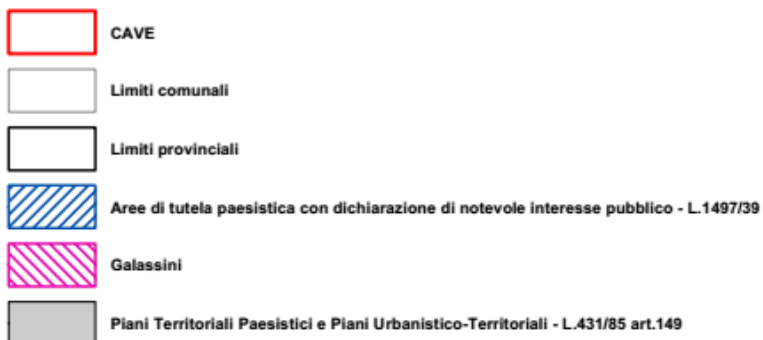 CAVE
Limiti comunali
Limiti provinciali
Aree di tutela paesistica con dichiarazione di notevole interesse pubblico - L.1497/39
Galassini
Piani Territoriali Paesistici e Piani Urbanistico-Territoriali - L.431/85 art.149